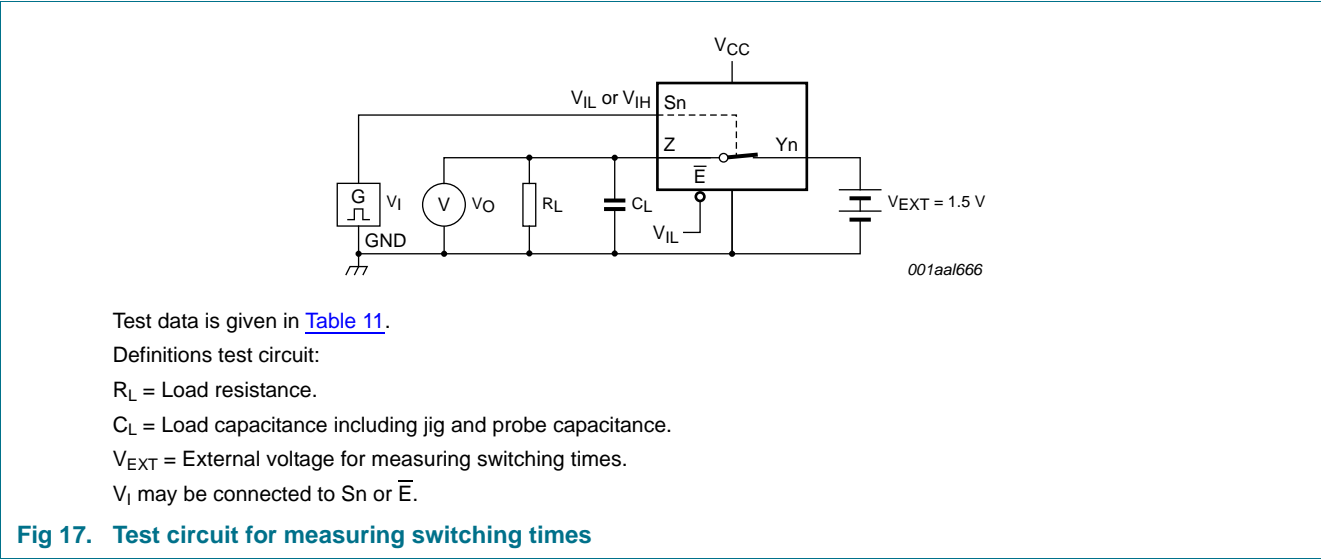 VCC
VIL or VIH Sn
Z Yn
E
G VI V VO RL CL VEXT = 1.5 V
VIL
GND
001aal666
Test data is given in Table 11.
Definitions test circuit:
RL = Load resistance.
CL = Load capacitance including jig and probe capacitance.
VEXT = External voltage for measuring switching times.
VI may be connected to Sn or E.
Fig 17. Test circuit for measuring switching times